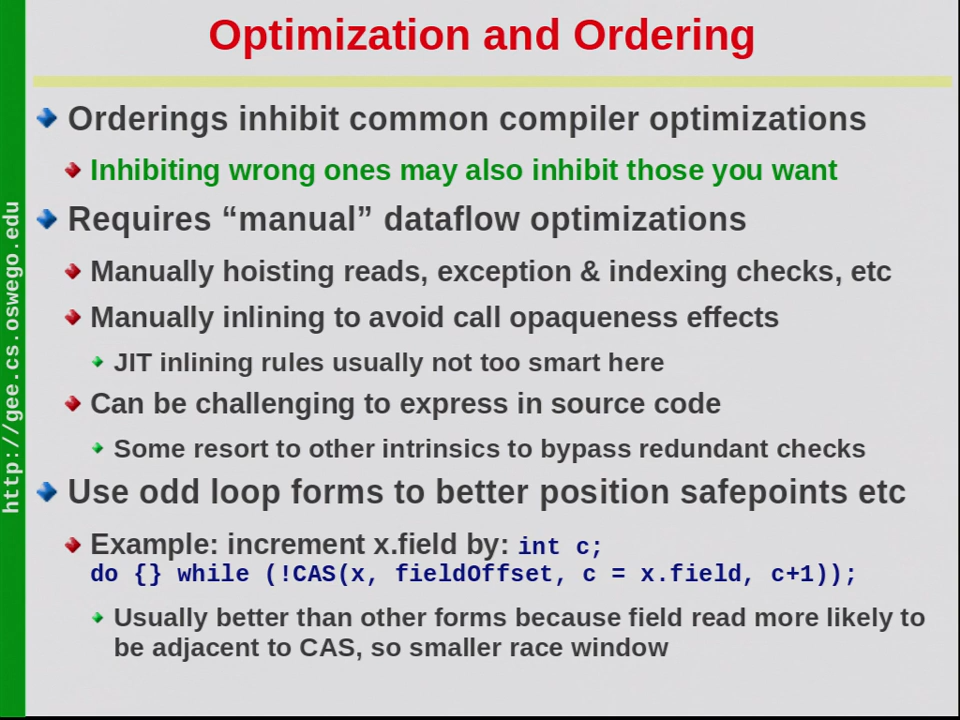 Optimization and Ordering
Orderings inhibit common compiler optimizations
Inhibiting wrong ones may also inhibit those you want
Requires “manual” dataflow optimizations
Manually hoisting reads, exception & indexing checks, etc
Manually inlining to avoid call opaqueness effects
JIT inlining rules usually not too smart here
Can be challenging to express in source code
Some resort to other intrinsics to bypass redundant checks
Use odd loop forms to better position safepoints etc
Example: increment x.field by: int c;
do {} while (!CAS(x, fieldOffset, c = x.field, c+1));
Usually better than other forms because field read more likely to
be adjacent to CAS, so smaller race window
http://gee.cs.oswego.edu